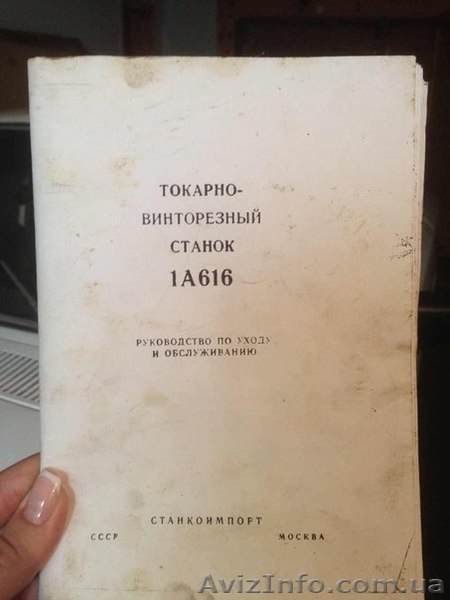 ТОКАРНО-
ВИНТОРЕЗНЫЙ
СТАНОК
1А616
РУКОВОДСТВО ПО УХОДУ
И ОБСЛУЖИВАНИЮ
СТАНКОИМПОРТ
СССР МОСКВА
AvizInfo.com.ua